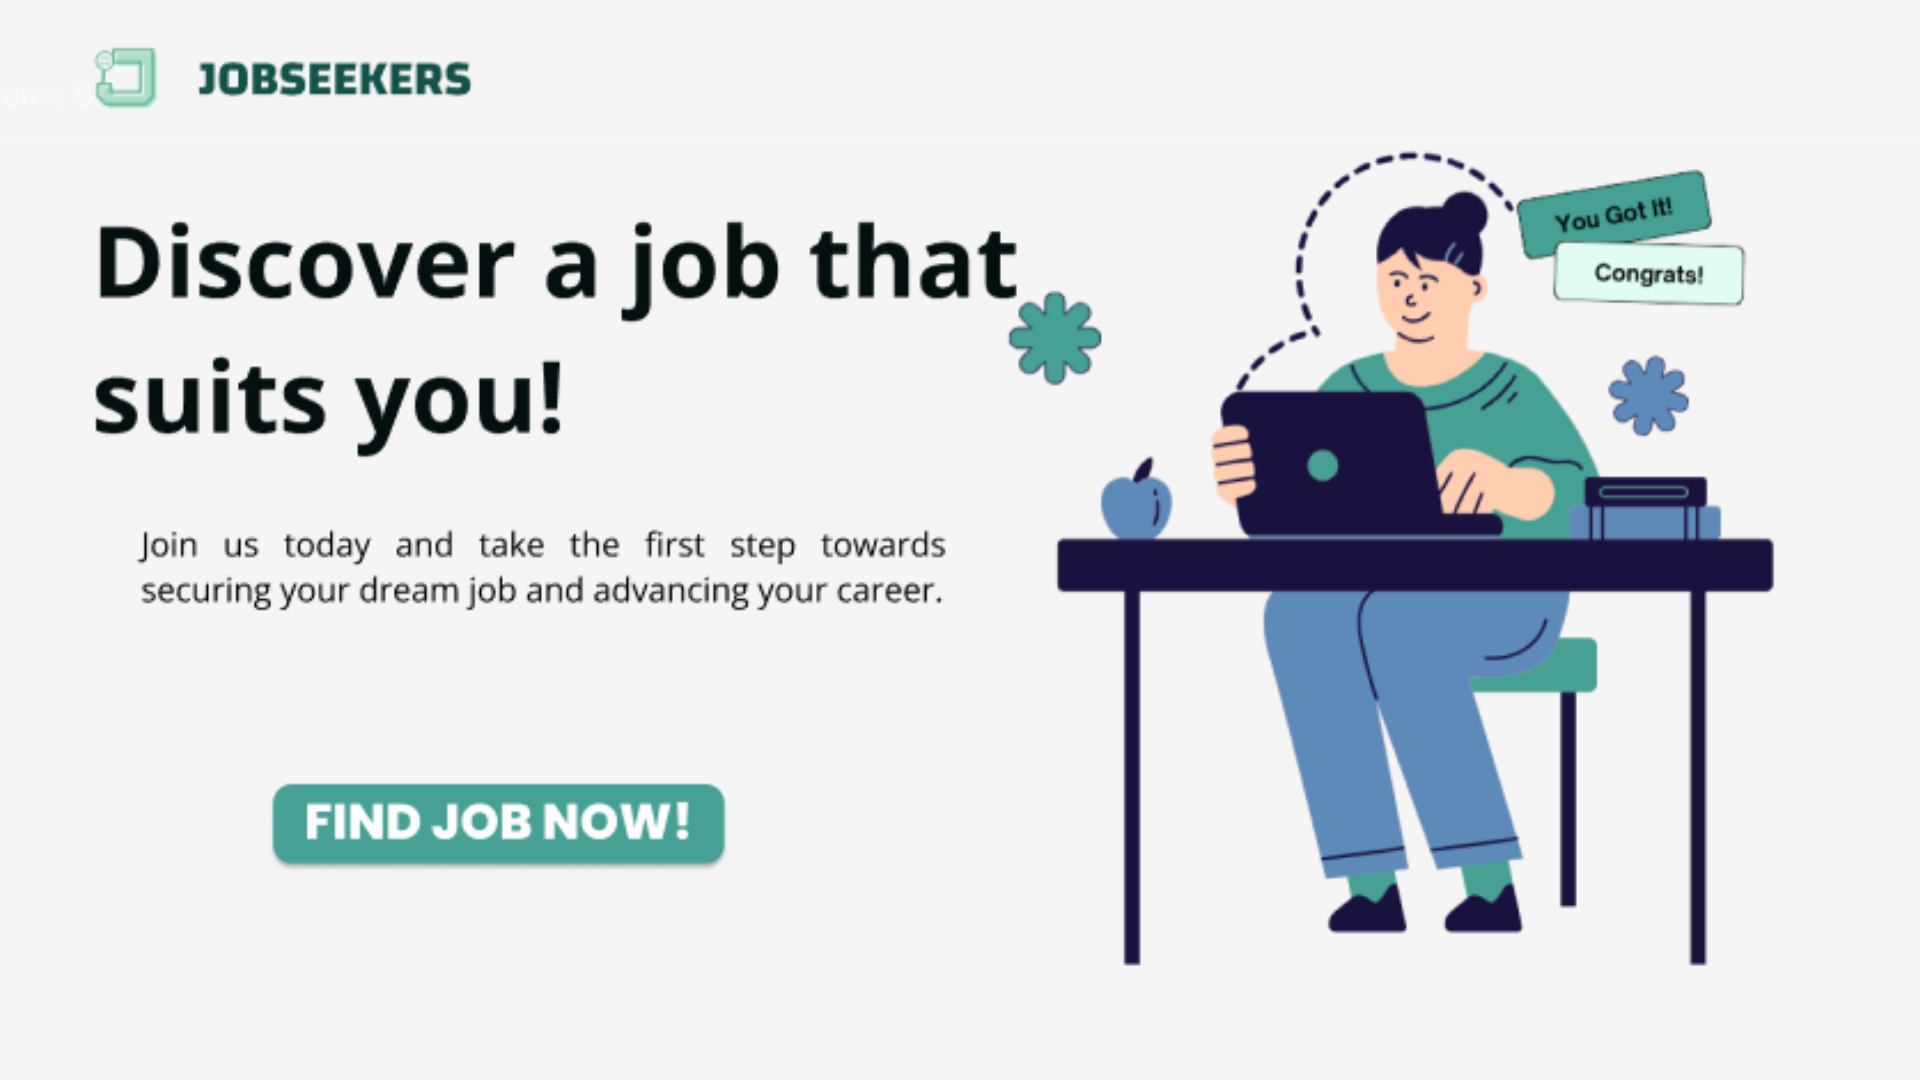 JOBSEEKERS
Discover a job that
suits you!
Join us today and take the first step towards
securing your dream job and advancing your career.
FIND JOB NOW!
You Got It!
Congrats!